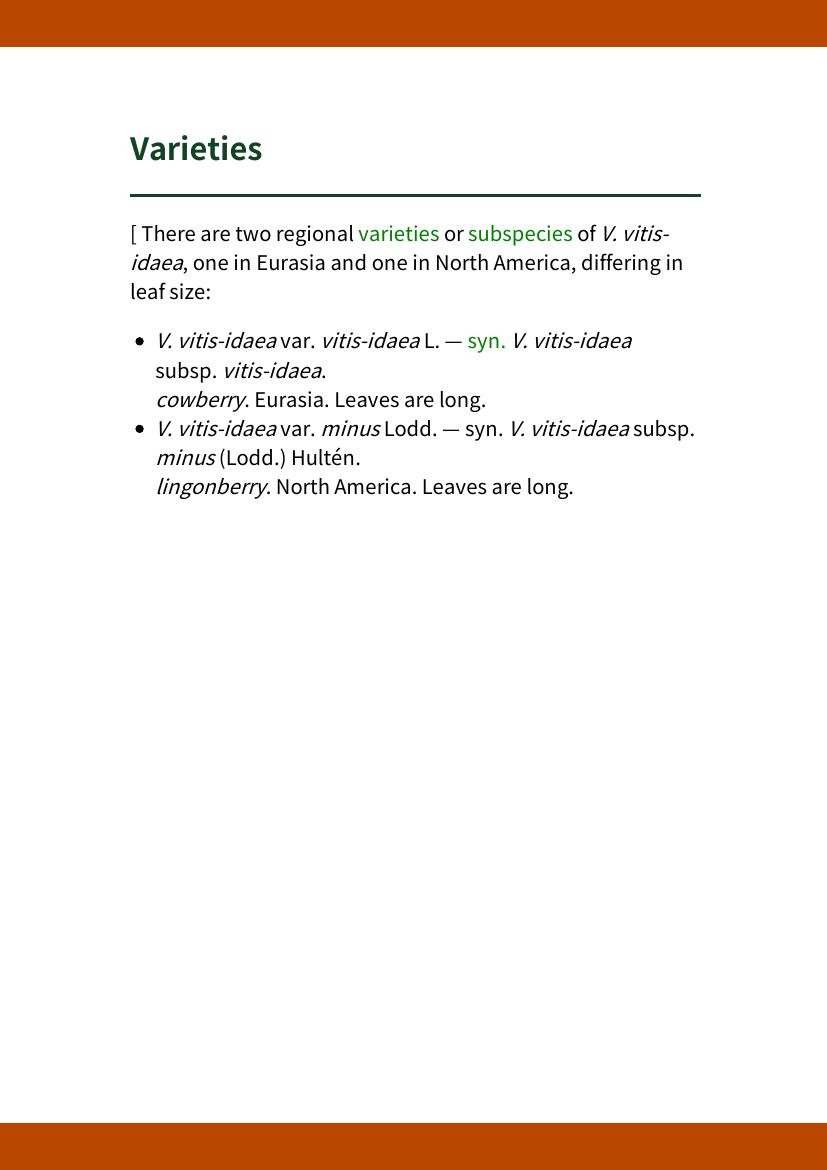 Varieties
[ There are two regional varieties or subspecies of V. vitis-
idaea, one in Eurasia and one in North America, differing in
leaf size:
• V. vitis-idaea var. vitis-idaea L. — syn. V. vitis-idaea
subsp. vitis-idaea.
cowberry. Eurasia. Leaves are long.
• V. vitis-idaea var. minus Lodd. — syn. V. vitis-idaea subsp.
minus (Lodd.) Hultén.
lingonberry. North America. Leaves are long.